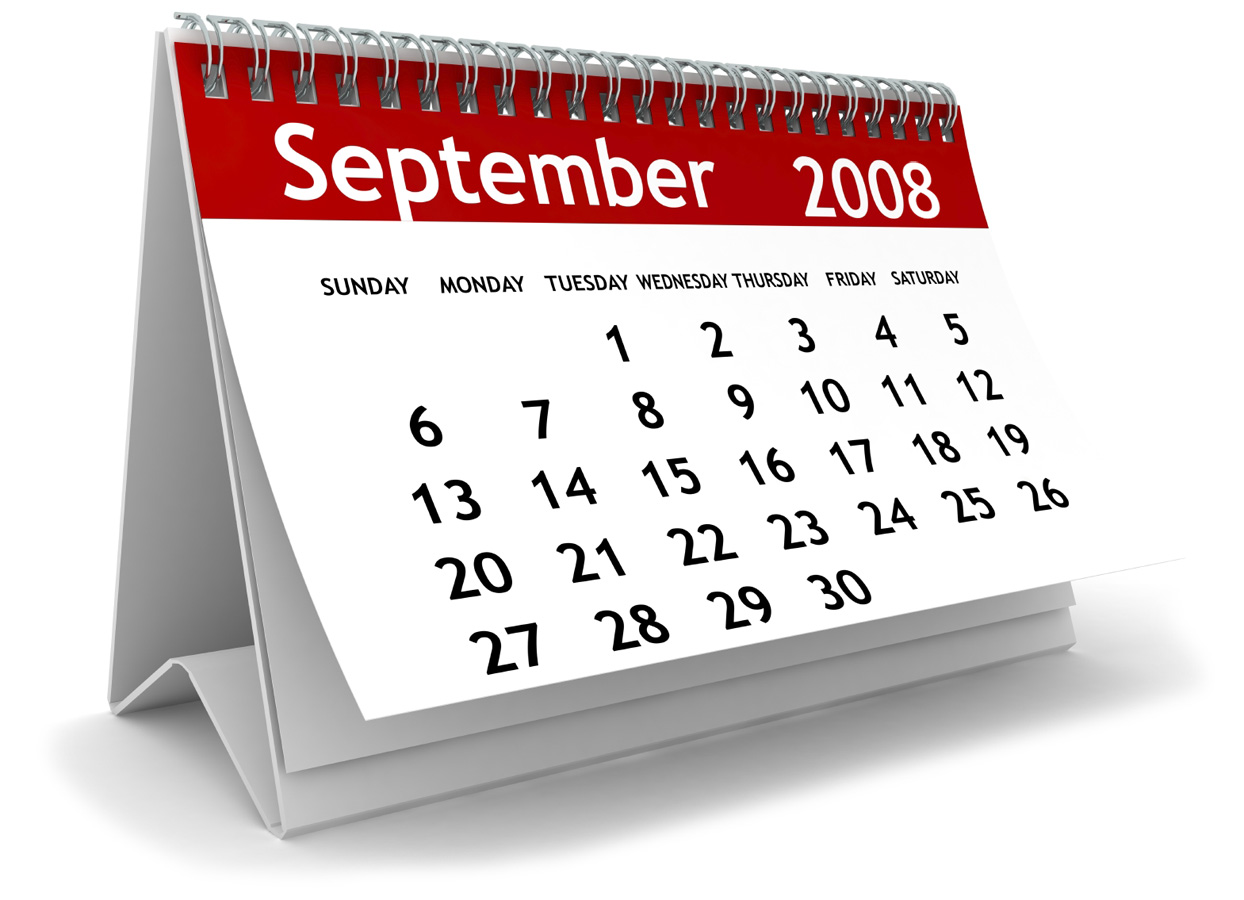 September 2008
SUNDAY MONDAY TUESDAY WEDNESDAY THURSDAY FRIDAY SATURDAY
1 2 3 4 5
6 7 8 9 10 11 12
13 14 15 16 17 18 19
20 21 22 23 24 25 26
27 28 29 30